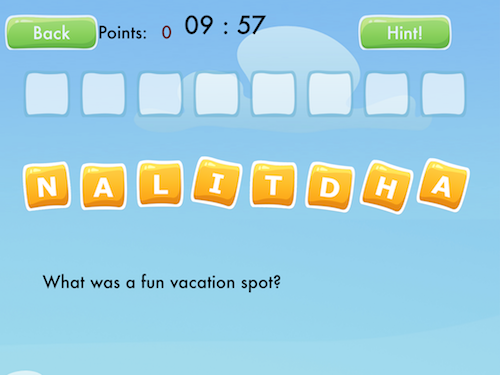 Back Points: 0 09 : 57 Hint!
N A L I T D H A
What was a fun vacation spot?